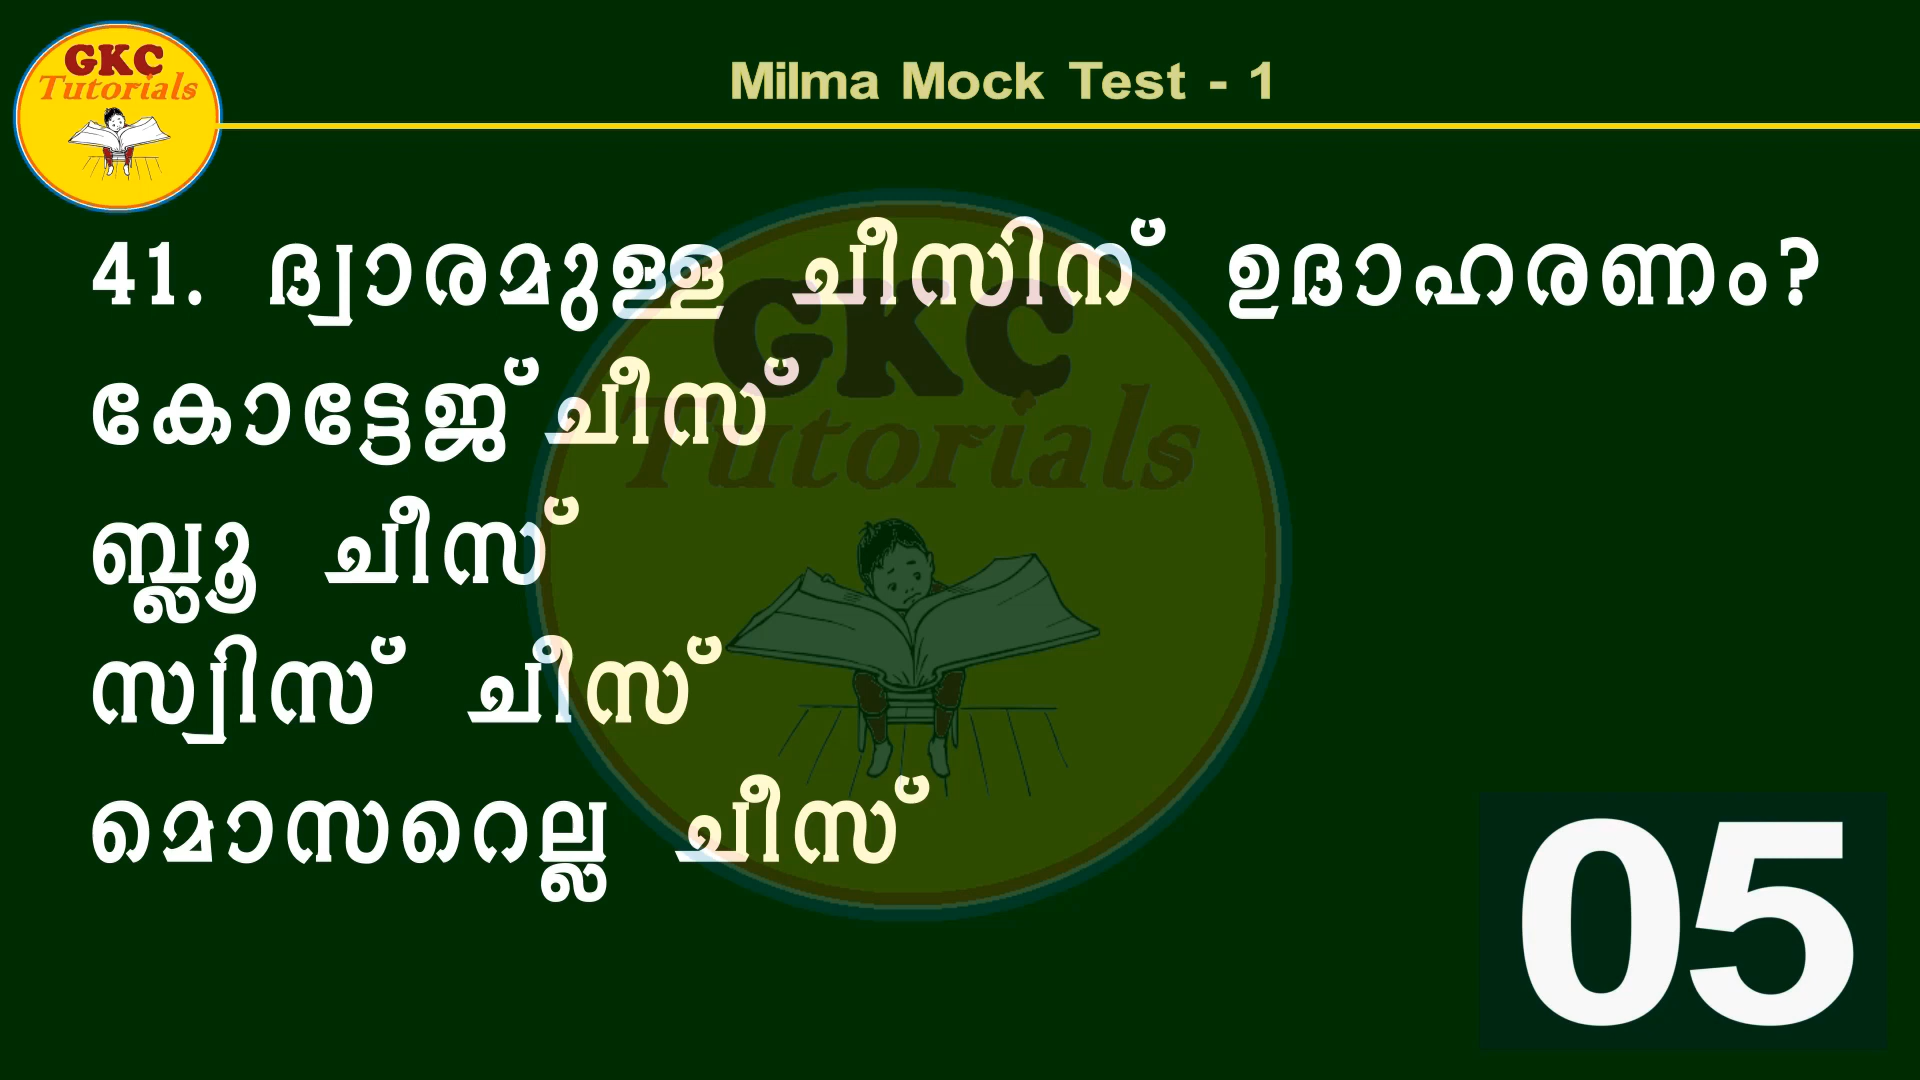 GKC
Tutorials
Milma Mock Test - 1
41. ദ്വാരമുള്ള ചീസിന് ഉദാഹരണം?
കോട്ടേജ് ചീസ്
ബ്ലൂ ചീസ്
സ്വിസ് ചീസ്
മൊസറെല്ല ചീസ്
GKC
Tutorials
05